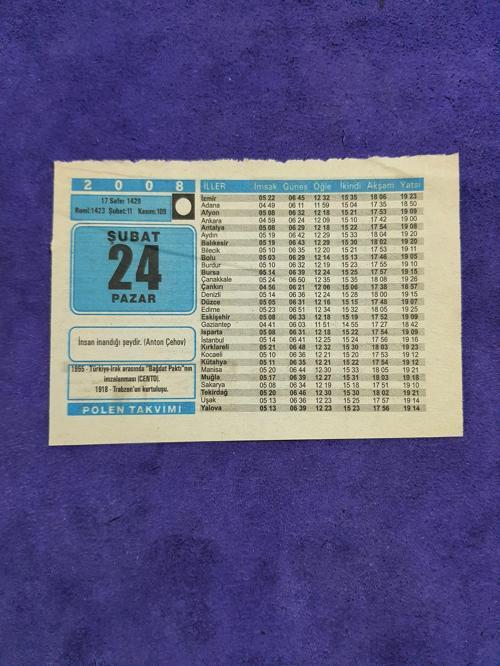 2 0 0 8
17 Safer 1429
Rumi:1423 Şubat:11 Kasım:109
ŞUBAT
24
PAZAR
İnsan inandığı şeydir. (Anton Çehov)
1955 - Türkiye-Irak arasında "Bağdat Paktı"nın
imzalanması (CENTO).
1918 - Trabzon'un kurtuluşu.
POLEN TAKVİMİ
İLLER İmsak Güneş Öğle İkindi Akşam Yatsı
İzmir 05 22 06 45 12 32 15 35 18 06 19 23
Adana 04 49 06 11 11 59 15 04 17 35 18 50
Afyon 05 08 06 32 12 18 15 21 17 53 19 09
Ankara 04 59 06 24 12 09 15 10 17 42 19 00
Antalya 05 08 06 29 12 18 15 22 17 54 19 08
Aydın 05 19 06 42 12 29 15 33 18 04 19 20
Balıkesir 05 19 06 43 12 29 15 30 18 02 19 20
Bilecik 05 10 06 35 12 20 15 21 17 53 19 11
Bolu 05 03 06 29 12 14 15 13 17 46 19 05
Burdur 05 10 06 32 12 19 15 23 17 55 19 10
Bursa 05 14 06 39 12 24 15 25 17 57 19 15
Çanakkale 05 24 06 50 12 35 15 35 18 08 19 26
Çankırı 04 56 06 21 12 06 15 06 17 38 18 57
Denizli 05 14 06 36 12 24 15 28 18 00 19 15
Düzce 05 05 06 31 12 16 15 15 17 48 19 07
Edirne 05 23 06 51 12 34 15 32 18 05 19 25
Eskişehir 05 08 06 33 12 18 15 19 17 52 19 09
Gaziantep 04 41 06 03 11 51 14 55 17 27 18 42
Isparta 05 08 06 31 12 18 15 22 17 53 19 09
İstanbul 05 14 06 41 12 25 15 24 17 56 19 16
Kırklareli 05 21 06 48 12 32 15 30 18 03 19 23
Kocaeli 05 10 06 36 12 21 15 20 17 53 19 12
Kütahya 05 11 06 35 12 21 15 22 17 54 19 12
Manisa 05 20 06 44 12 30 15 33 18 05 19 21
Muğla 05 17 06 39 12 27 15 31 18 03 19 18
Sakarya 05 08 06 34 12 19 15 18 17 51 19 10
Tekirdağ 05 20 06 46 12 30 15 30 18 02 19 21
Uşak 05 13 06 36 12 23 15 26 17 57 19 14
Yalova 05 13 06 39 12 23 15 23 17 56 19 14